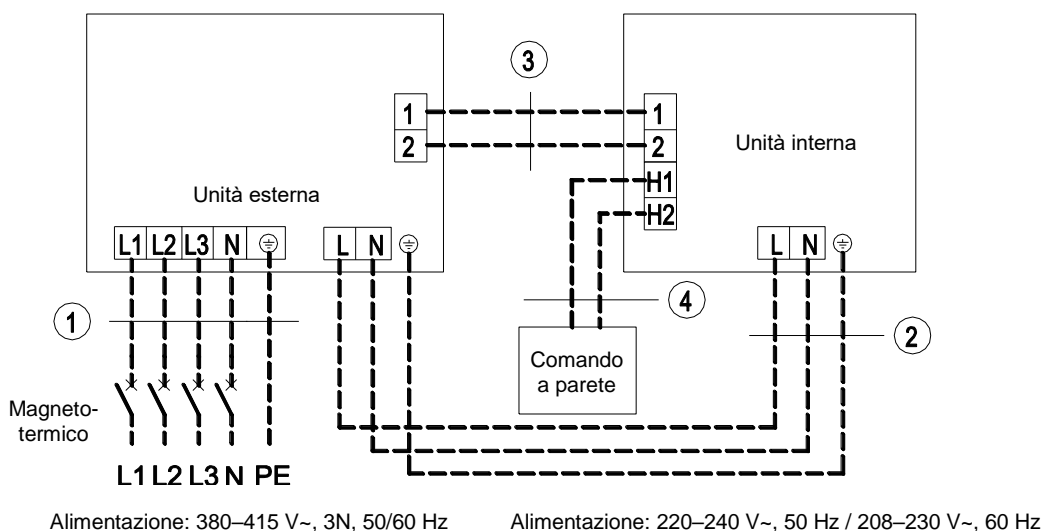 3
1
2
1
2
H1
H2
Unità interna
Unità esterna
L1 L2 L3 N
L N
L N
4
1
2
Comando
a parete
Magneto-
termico
L1 L2 L3 N PE
Alimentazione: 380–415 V~, 3N, 50/60 Hz
Alimentazione: 220–240 V~, 50 Hz / 208–230 V~, 60 Hz